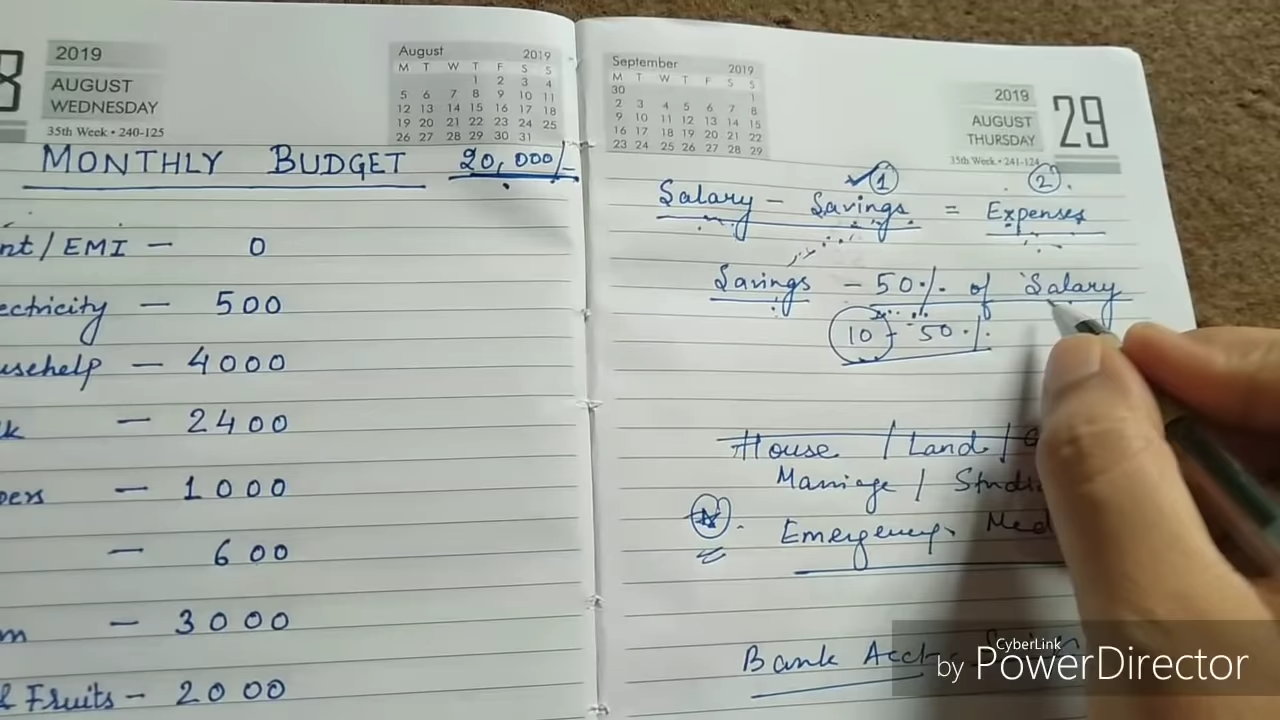 2019
AUGUST
WEDNESDAY
35th Week • 240-125
August 2019
M T W T F S S
1 2 3 4
5 6 7 8 9 10 11
12 13 14 15 16 17 18
19 20 21 22 23 24 25
26 27 28 29 30 31
MONTHLY BUDGET 20,000/-
nt/EMI - 0
ectricity - 500
usehelp - 4000
k - 2400
pers - 1000
- 600
m - 3000
& Fruits - 2000
September 2019
M T W T F S S
30 1
2 3 4 5 6 7 8
9 10 11 12 13 14 15
16 17 18 19 20 21 22
23 24 25 26 27 28 29
2019
AUGUST
THURSDAY
29
35th Week • 241-124
1 2
Salary - Savings = Expenses
Savings - 50% of Salary
10 - 50%
House / Land /
Marriage / Studi
Emergency Med
Bank Acct.
CyberLink
by PowerDirector